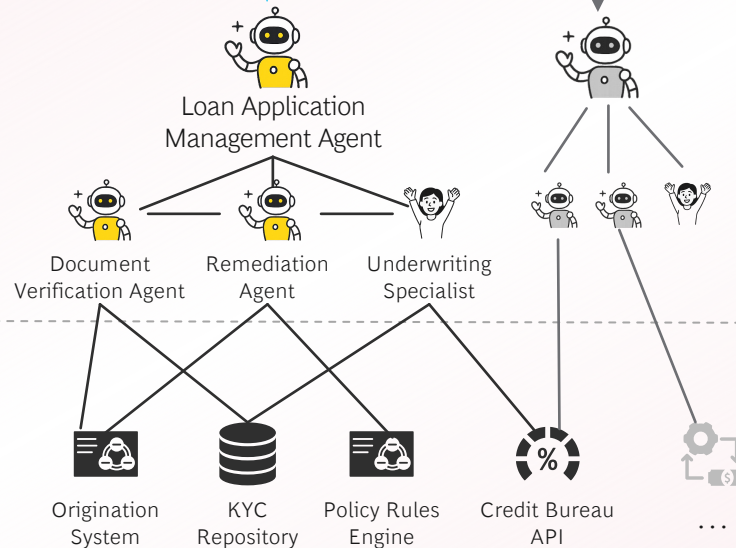 Loan Application
Management Agent
Document
Verification Agent
Remediation
Agent
Underwriting
Specialist
%
$
Origination
System
KYC
Repository
Policy Rules
Engine
Credit Bureau
API
...